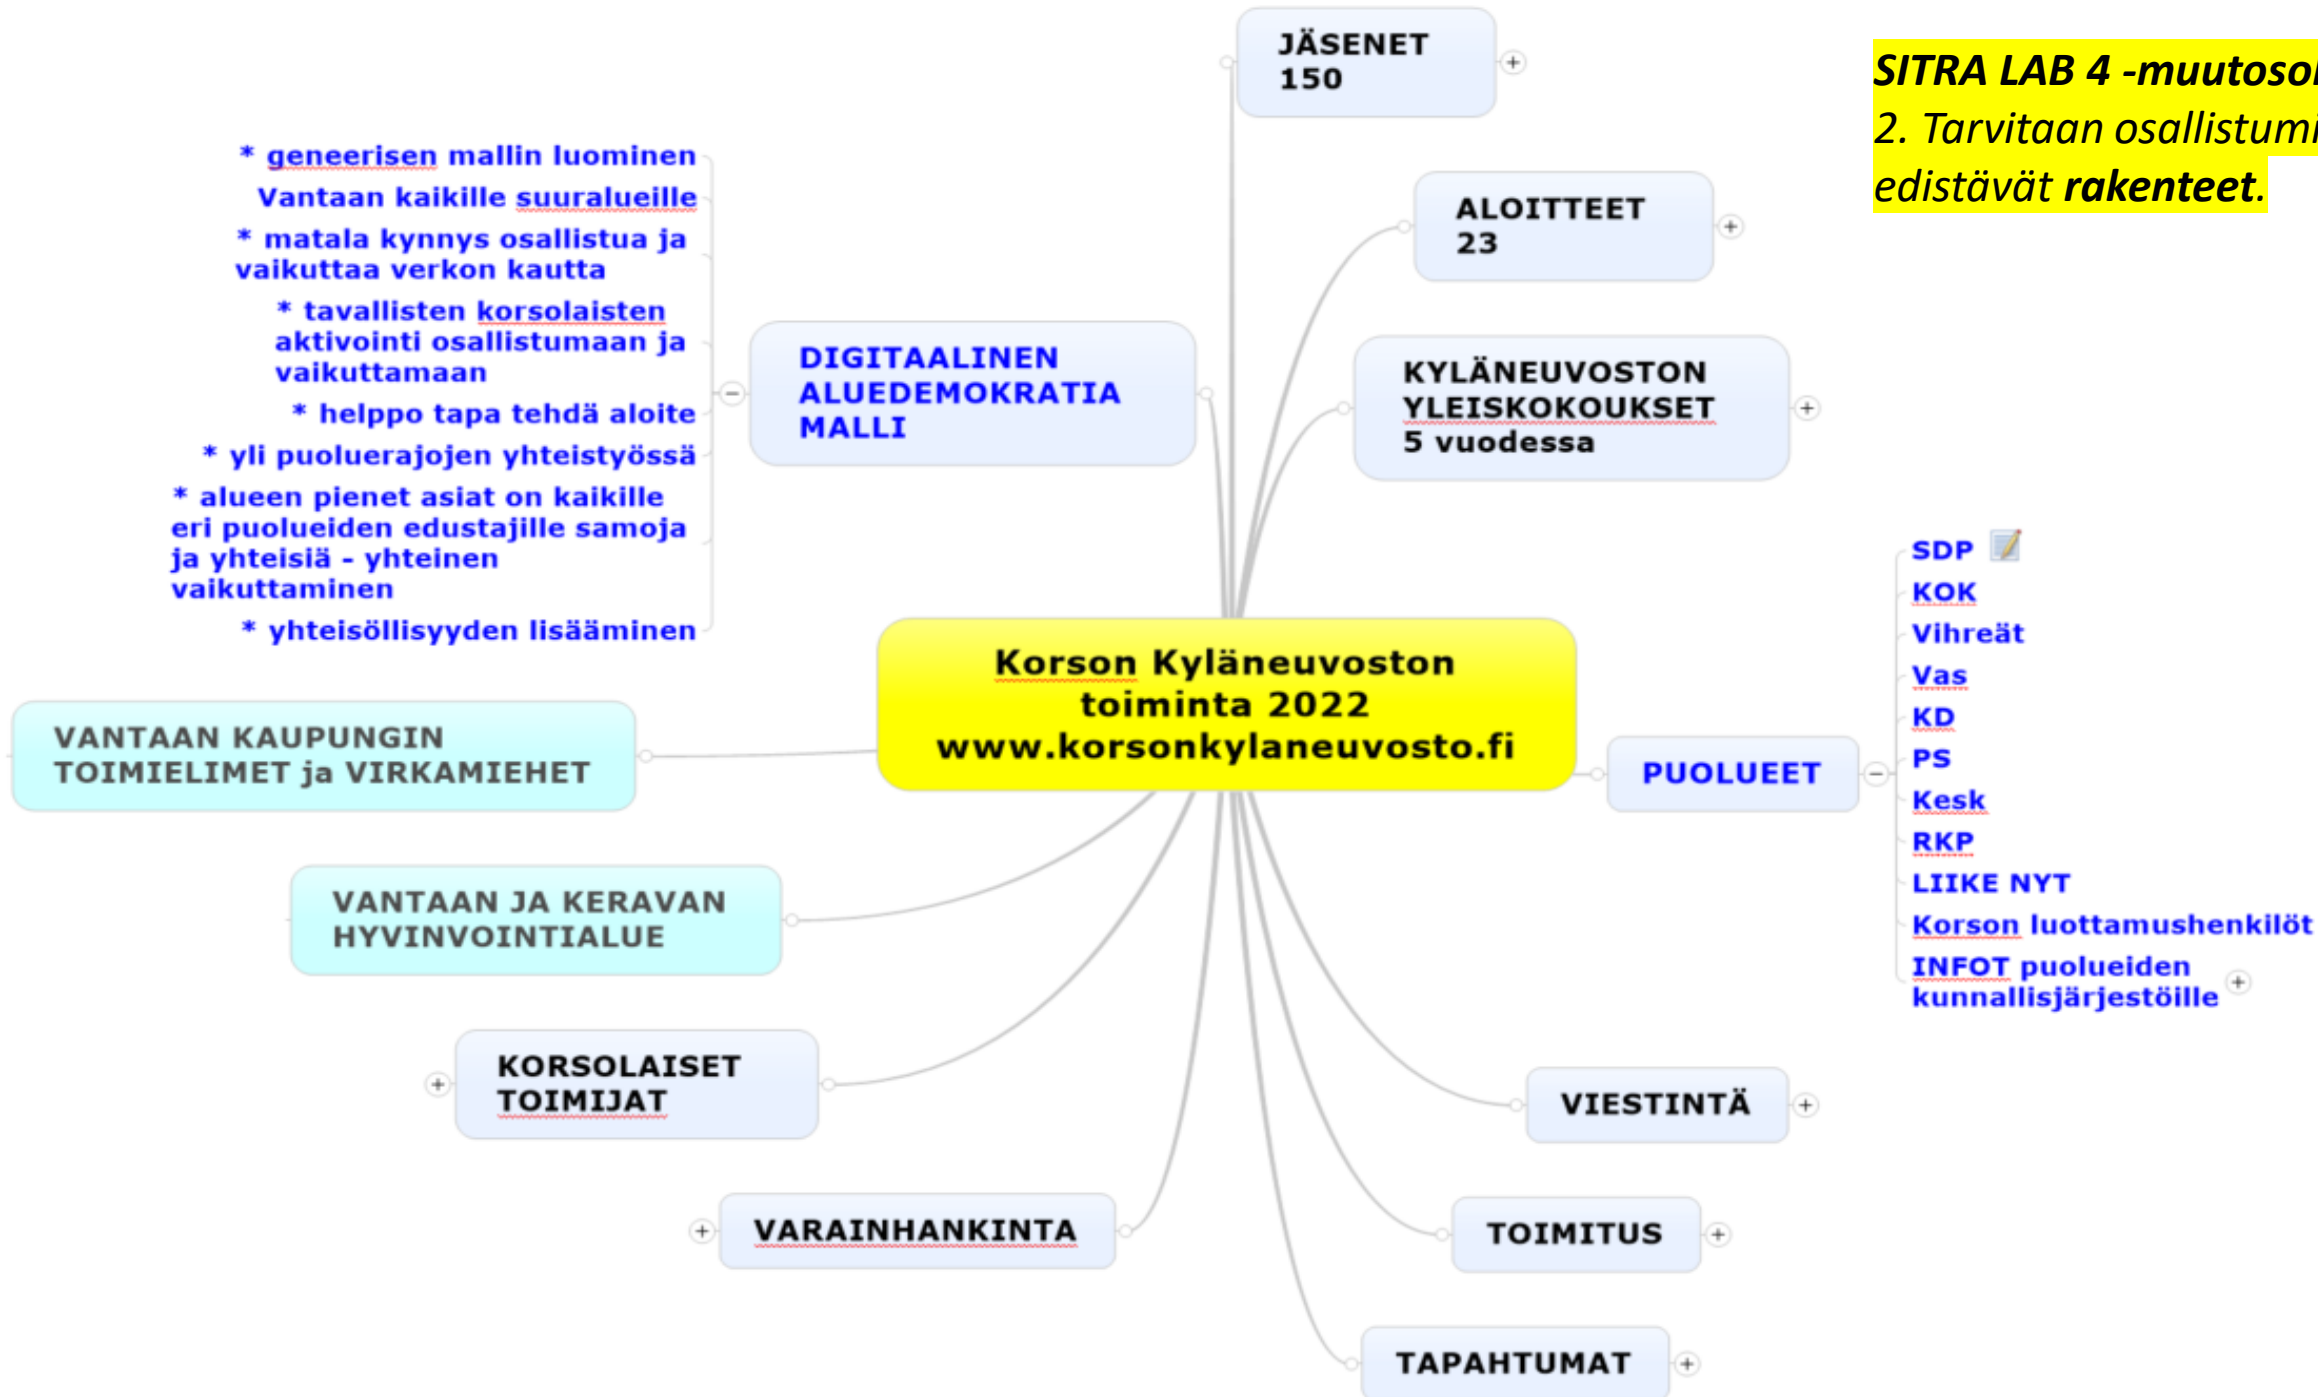 JÄSENET
150
SITRA LAB 4
2. Tarvitaan
edistävät rakenteet.
ALOITTEET
23
KYLÄNEUVOSTON
YLEISKOKOUKSET
5 vuodessa
DIGITAALINEN
ALUEDEMOKRATIA
MALLI
* geneerisen mallin luominen
Vantaan kaikille suuralueille
* matala kynnys osallistua ja
vaikuttaa verkon kautta
* tavallisten korsolaisten
aktivointi osallistumaan ja
vaikuttamaan
* helppo tapa tehdä aloite
* yli puoluerajojen yhteistyössä
* alueen pienet asiat on kaikille
eri puolueiden edustajille samoja
ja yhteisiä - yhteinen
vaikuttaminen
* yhteisöllisyyden lisääminen
Korson Kyläneuvoston
toiminta 2022
www.korsonkylaneuvosto.fi
PUOLUEET
SDP
KOK
Vihreät
Vas
KD
PS
Kesk
RKP
LIIKE NYT
Korson luottamushenkilöt
INFOT puolueiden
kunnallisjärjestöille
VANTAAN KAUPUNGIN
TOIMIELIMET ja VIRKAMIEHET
VANTAAN JA KERAVAN
HYVINVOINTIALUE
KORSOLAISET
TOIMIJAT
VARAINHANKINTA
VIESTINTÄ
TOIMITUS
TAPAHTUMAT